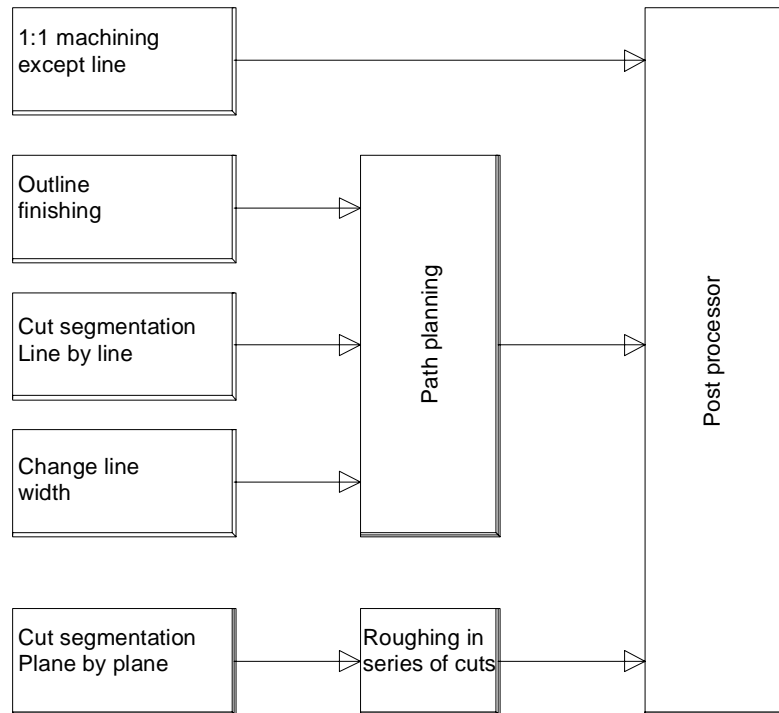 1:1 machining
except line
Outline
finishing
Cut segmentation
Line by line
Change line
width
Cut segmentation
Plane by plane
Path planning
Roughing in
series of cuts
Post processor